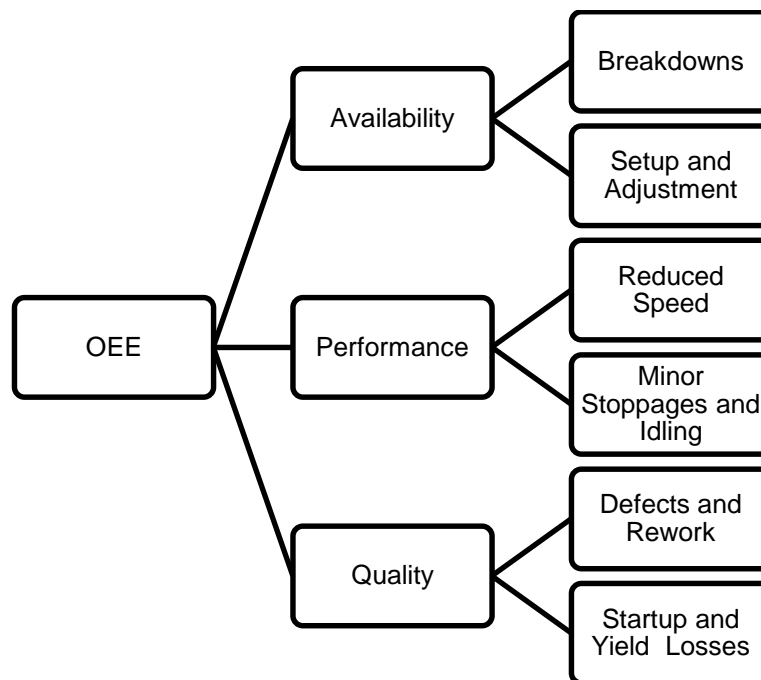 Breakdowns
Availability
Setup and
Adjustment
Reduced
Speed
OEE
Performance
Minor
Stoppages and
Idling
Defects and
Rework
Quality
Startup and
Yield Losses